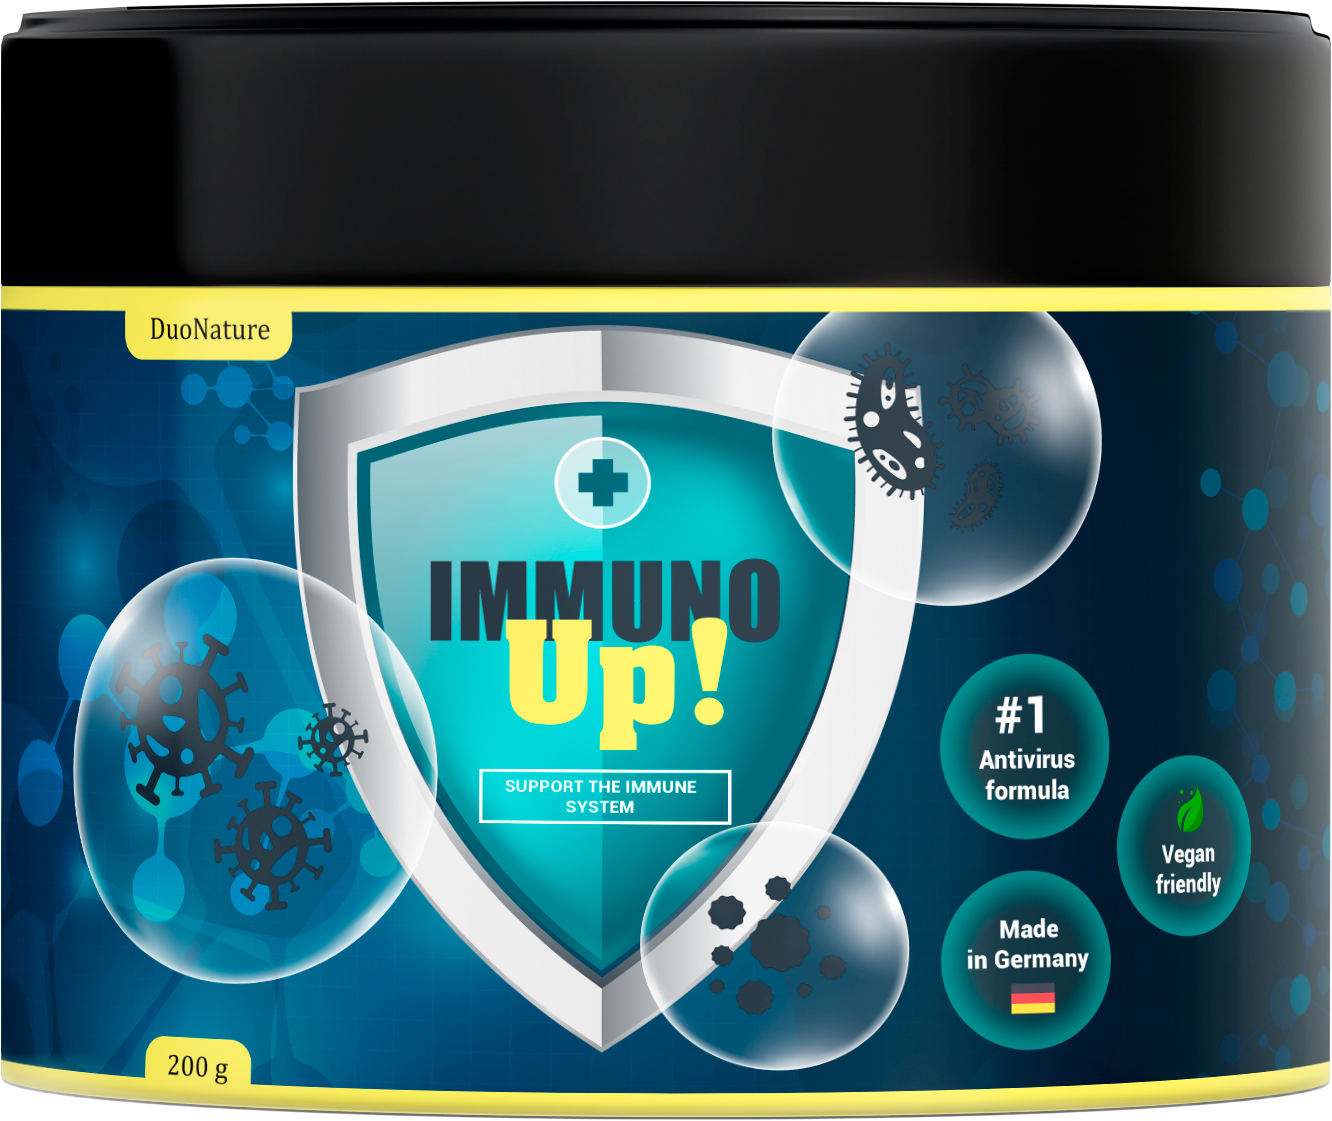 DuoNature
IMMUNO
Up!
SUPPORT THE IMMUNE
SYSTEM
#1
Antivirus
formula
Vegan
friendly
Made
in Germany
200 g